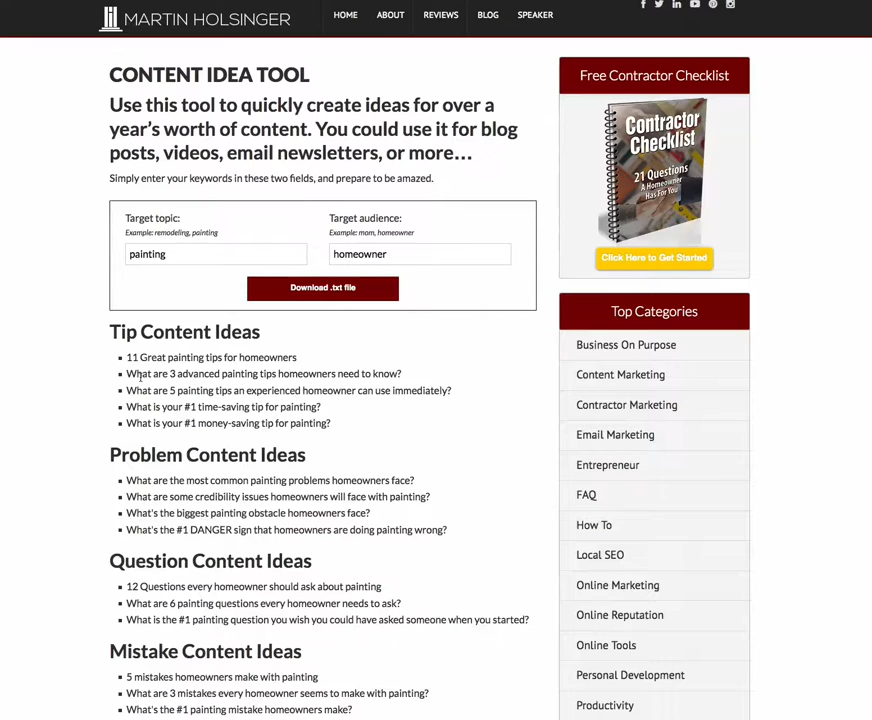 MARTIN HOLSINGER
HOME
ABOUT
REVIEWS
BLOG
SPEAKER
CONTENT IDEA TOOL
Use this tool to quickly create ideas for over a
year's worth of content. You could use it for blog
posts, videos, email newsletters, or more…
Simply enter your keywords in these two fields, and prepare to be amazed.
Target topic:
Example: remodeling, painting
painting
Target audience:
Example: mom, homeowner
homeowner
Download .txt file
Tip Content Ideas
11 Great painting tips for homeowners
What are 3 advanced painting tips homeowners need to know?
What are 5 painting tips an experienced homeowner can use immediately?
What is your #1 time-saving tip for painting?
What is your #1 money-saving tip for painting?
Problem Content Ideas
What are the most common painting problems homeowners face?
What are some credibility issues homeowners will face with painting?
What's the biggest painting obstacle homeowners face?
What's the #1 DANGER sign that homeowners are doing painting wrong?
Question Content Ideas
12 Questions every homeowner should ask about painting
What are 6 painting questions every homeowner needs to ask?
What is the #1 painting question you wish you could have asked someone when you started?
Mistake Content Ideas
5 mistakes homeowners make with painting
What are 3 mistakes every homeowner seems to make with painting?
What's the #1 painting mistake homeowners make?
Free Contractor Checklist
Contractor
Checklist
21 Questions
A Homeowner
Has For You
Click Here to Get Started
Top Categories
Business On Purpose
Content Marketing
Contractor Marketing
Email Marketing
Entrepreneur
FAQ
How To
Local SEO
Online Marketing
Online Reputation
Online Tools
Personal Development
Productivity